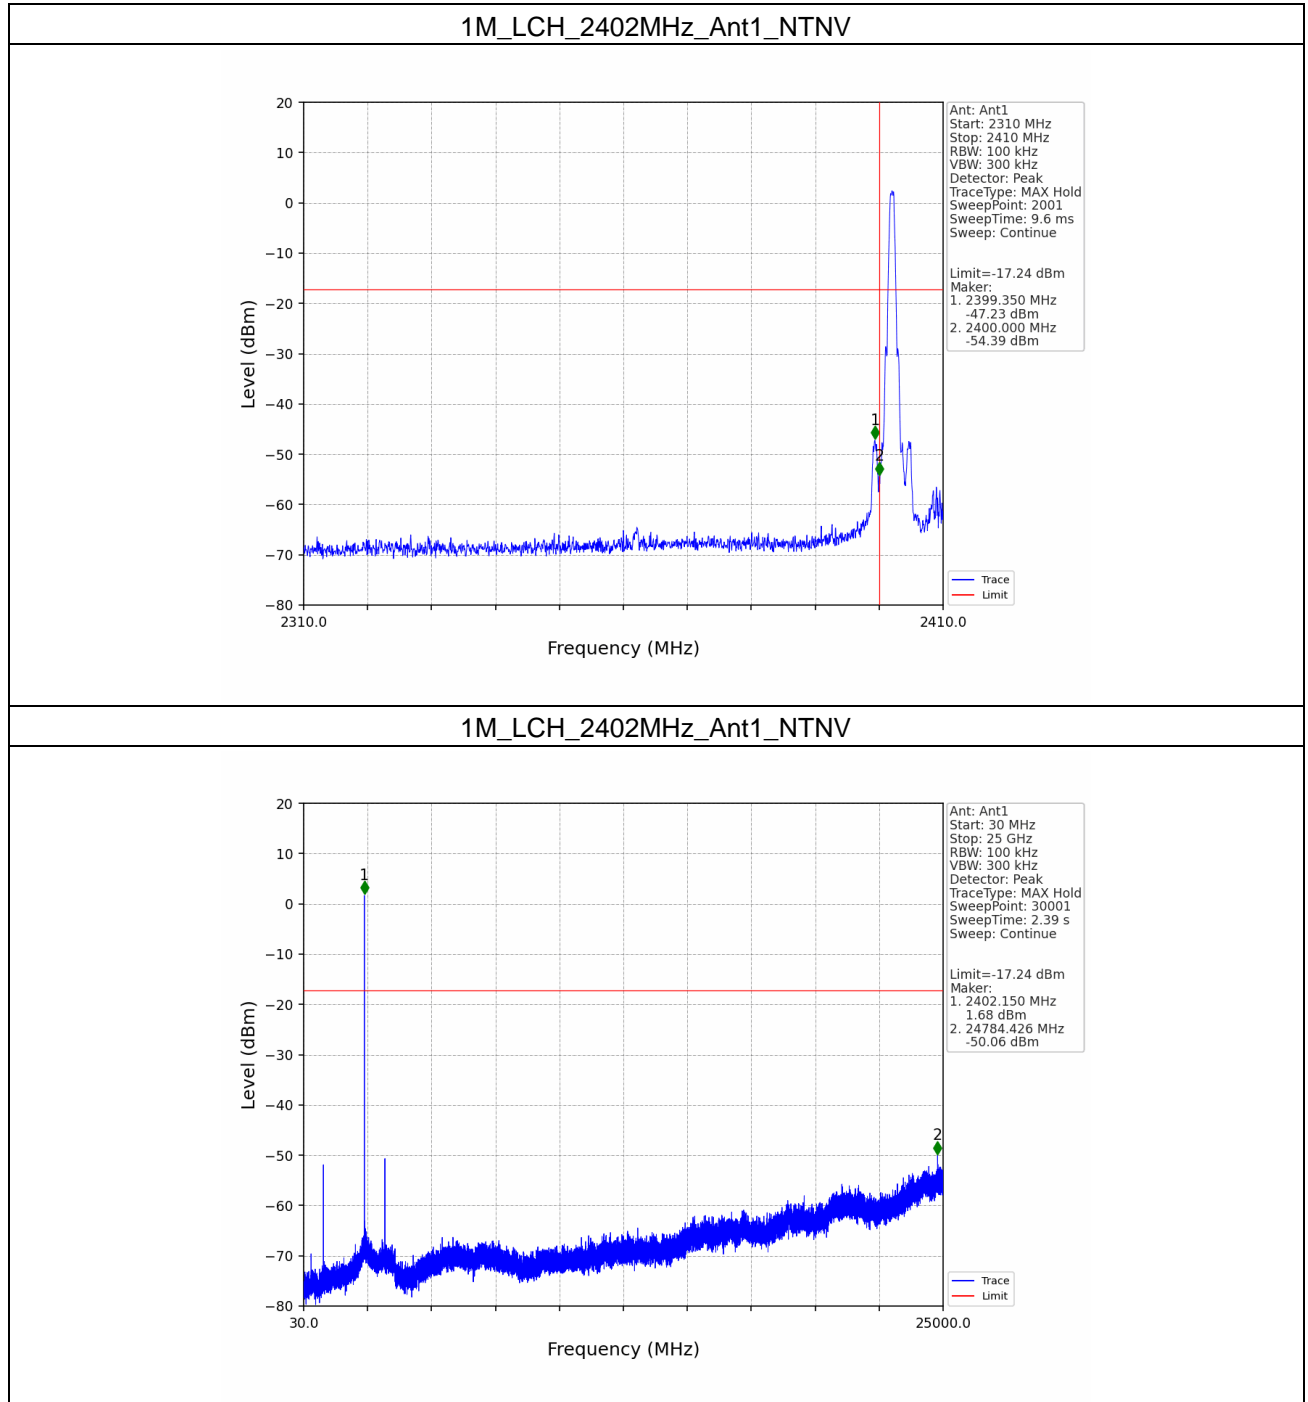 1M_LCH_2402MHz_Ant1_NTNV
20
10
0
−10
−20
−30
−40
−50
−60
−70
−80
Level (dBm)
2310.0
2410.0
Frequency (MHz)
1
2
Ant: Ant1
Start: 2310 MHz
Stop: 2410 MHz
RBW: 100 kHz
VBW: 300 kHz
Detector: Peak
TraceType: MAX Hold
SweepPoint: 2001
SweepTime: 9.6 ms
Sweep: Continue
Limit=-17.24 dBm
Maker:
1. 2399.350 MHz
-47.23 dBm
2. 2400.000 MHz
-54.39 dBm
Trace
Limit
1M_LCH_2402MHz_Ant1_NTNV
20
10
0
−10
−20
−30
−40
−50
−60
−70
−80
Level (dBm)
30.0
25000.0
Frequency (MHz)
1
2
Ant: Ant1
Start: 30 MHz
Stop: 25 GHz
RBW: 100 kHz
VBW: 300 kHz
Detector: Peak
TraceType: MAX Hold
SweepPoint: 30001
SweepTime: 2.39 s
Sweep: Continue
Limit=-17.24 dBm
Maker:
1. 2402.150 MHz
1.68 dBm
2. 24784.426 MHz
-50.06 dBm
Trace
Limit